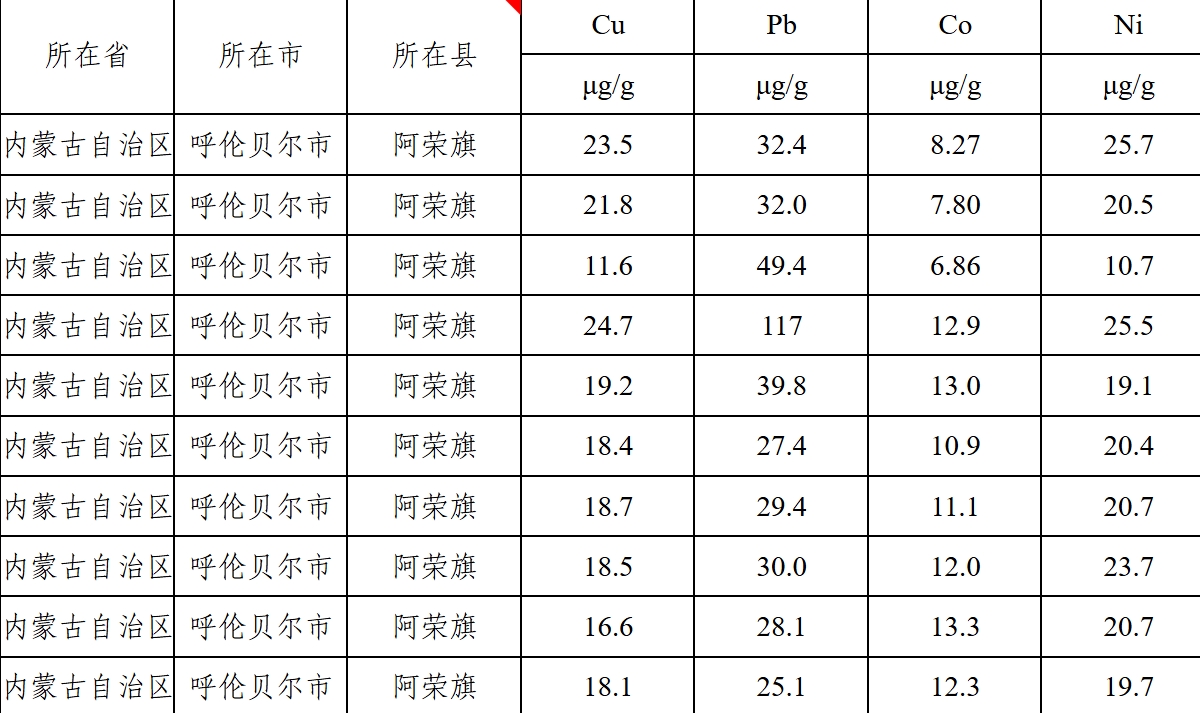 所在省 所在市 所在县 Cu Pb Co Ni
μg/g μg/g μg/g μg/g
内蒙古自治区 呼伦贝尔市 阿荣旗 23.5 32.4 8.27 25.7
内蒙古自治区 呼伦贝尔市 阿荣旗 21.8 32.0 7.80 20.5
内蒙古自治区 呼伦贝尔市 阿荣旗 11.6 49.4 6.86 10.7
内蒙古自治区 呼伦贝尔市 阿荣旗 24.7 117 12.9 25.5
内蒙古自治区 呼伦贝尔市 阿荣旗 19.2 39.8 13.0 19.1
内蒙古自治区 呼伦贝尔市 阿荣旗 18.4 27.4 10.9 20.4
内蒙古自治区 呼伦贝尔市 阿荣旗 18.7 29.4 11.1 20.7
内蒙古自治区 呼伦贝尔市 阿荣旗 18.5 30.0 12.0 23.7
内蒙古自治区 呼伦贝尔市 阿荣旗 16.6 28.1 13.3 20.7
内蒙古自治区 呼伦贝尔市 阿荣旗 18.1 25.1 12.3 19.7